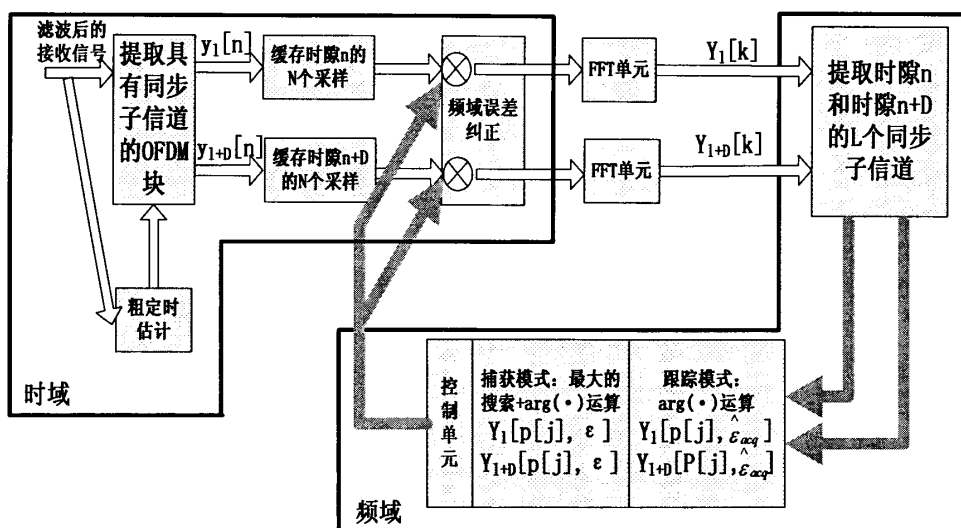 滤波后的
接收信号
提取具
有同步
子信道
的OFDM
块
y₁[n]
缓存时隙n的
N个采样
频域误差
纠正
FFT单元
Y₁[k]
提取时隙n
和时隙n+D
的L个同步
子信道
y₁₊D[n]
缓存时隙n+D
的N个采样
FFT单元
Y₁₊D[k]
粗定时
估计
时域
控
制
单
元
捕获模式：最大的
搜索+arg(·)运算
Y₁[p[j], ε]
Y₁₊D[p[j], ε]
跟踪模式：
arg(·)运算
Y₁[p[j],ε̂acq]
Y₁₊D[P[j],ε̂acq]
频域